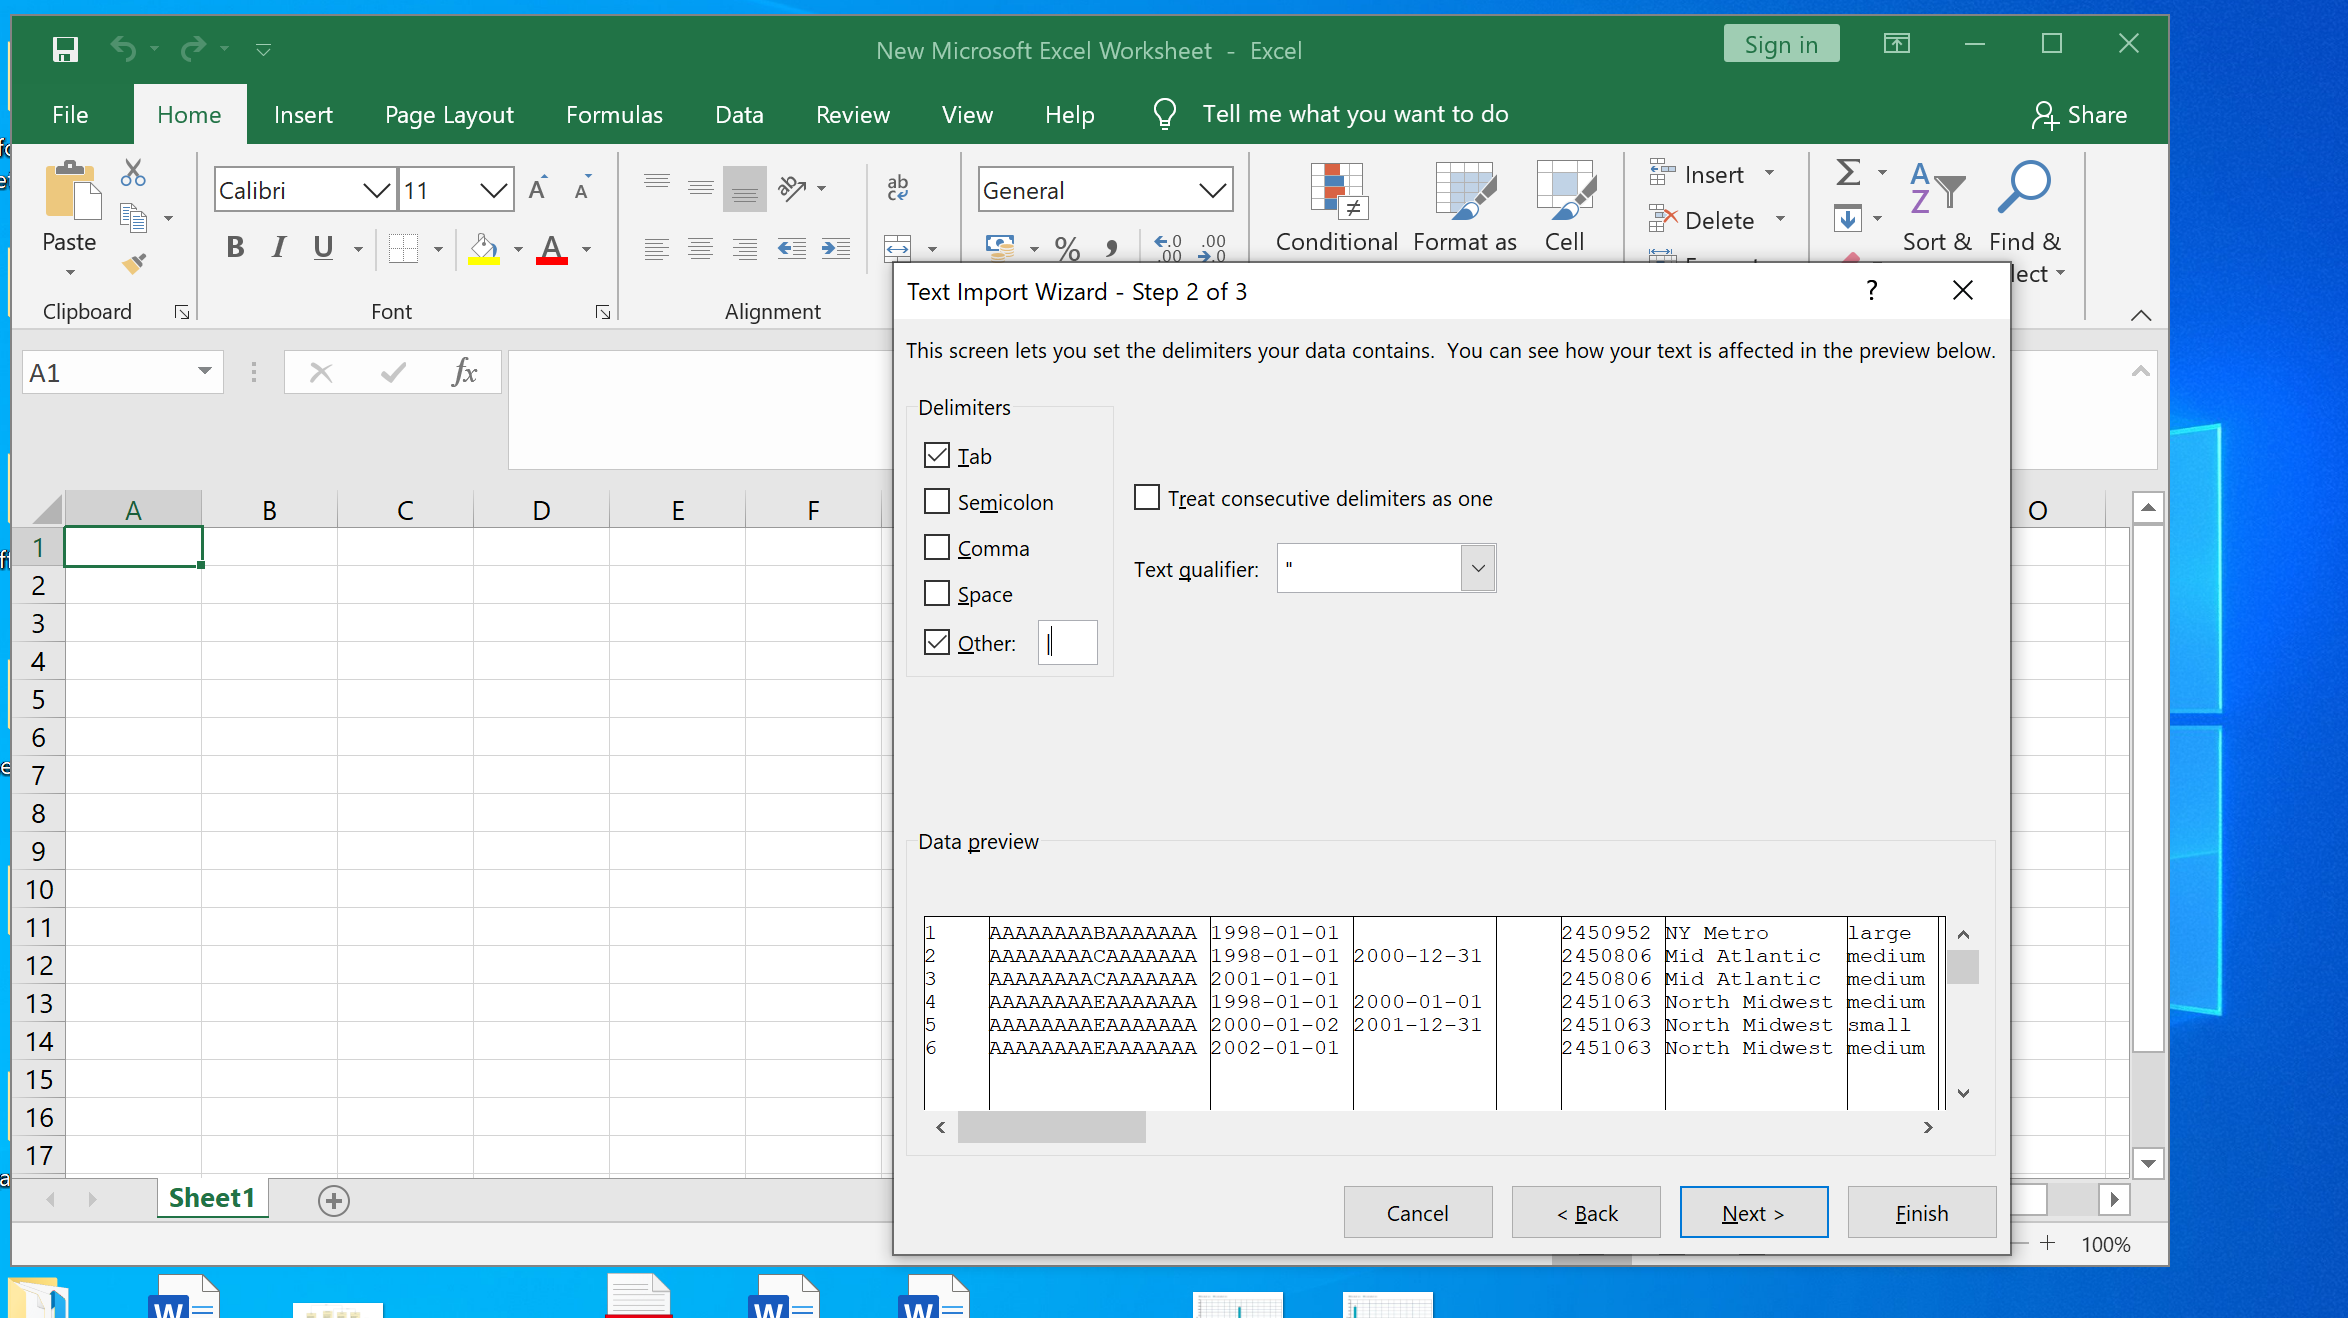 New Microsoft Excel Worksheet - Excel
Sign in
File Home Insert Page Layout Formulas Data Review View Help Tell me what you want to do Share
Paste
Clipboard
Calibri 11
B I U A
Font
ab
Alignment
General
% ,
Conditional Format as Cell
Insert
Delete
Sort & Find &
lect
A1
fx
A B C D E F O
1
2
3
4
5
6
7
8
9
10
11
12
13
14
15
16
17
Sheet1
100%
Text Import Wizard - Step 2 of 3
?
This screen lets you set the delimiters your data contains. You can see how your text is affected in the preview below.
Delimiters
Tab
Semicolon
Comma
Space
Other: |
Treat consecutive delimiters as one
Text qualifier: "
Data preview
1 AAAAAAAABAAAAAAA 1998-01-01 2450952 NY Metro large
2 AAAAAAAACAAAAAAA 1998-01-01 2000-12-31 2450806 Mid Atlantic medium
3 AAAAAAAACAAAAAAA 2001-01-01 2450806 Mid Atlantic medium
4 AAAAAAAAEAAAAAAA 1998-01-01 2000-01-01 2451063 North Midwest medium
5 AAAAAAAAEAAAAAAA 2000-01-02 2001-12-31 2451063 North Midwest small
6 AAAAAAAAEAAAAAAA 2002-01-01 2451063 North Midwest medium
Cancel < Back Next > Finish